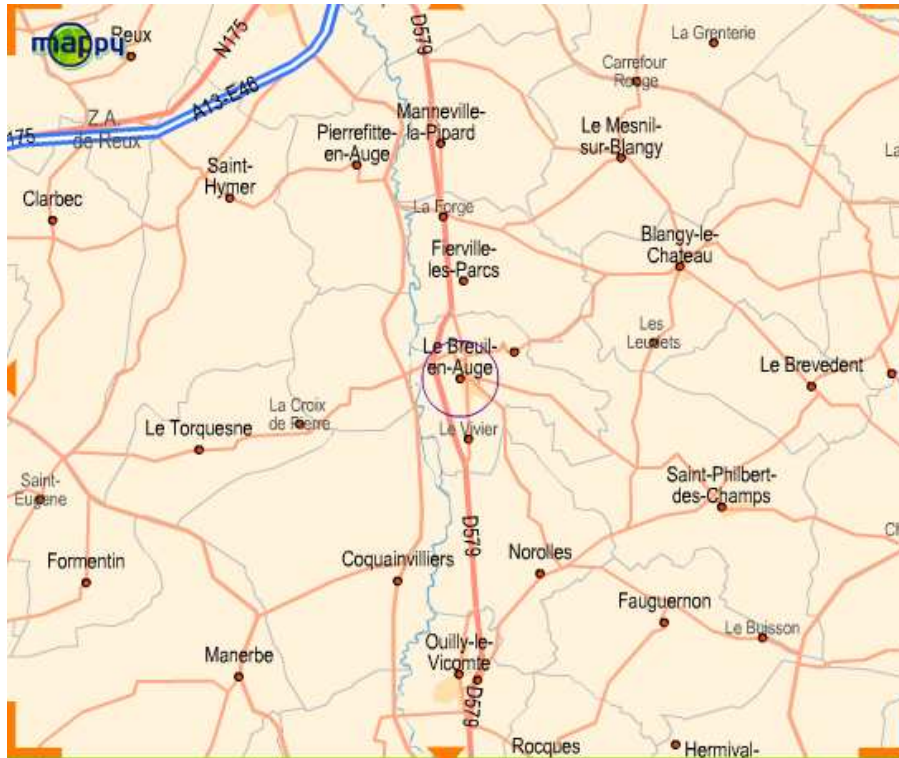 mappy
Reux
N175
D579
La Grenterie
Carrefour
Rouge
A13-E46
Z.A.
de Reux
175
Manneville-
la-Pipard
Pierrefitte-
en-Auge
Le Mesnil-
sur-Blangy
La
Saint-
Hymer
Clarbec
La Forge
Blangy-le-
Chateau
Fierville-
les-Parcs
Les
Leudets
Le Breuil-
en-Auge
Le Brevedent
La Croix
de Pierre
Le Torquesne
Le Vivier
Saint-
Eugene
Saint-Philbert-
des-Champs
D579
Ch
Formentin
Coquainvilliers
Norolles
Fauguernon
Le Buisson
Manerbe
Ouilly-le-
Vicomte
D579
Rocques
Hermival-